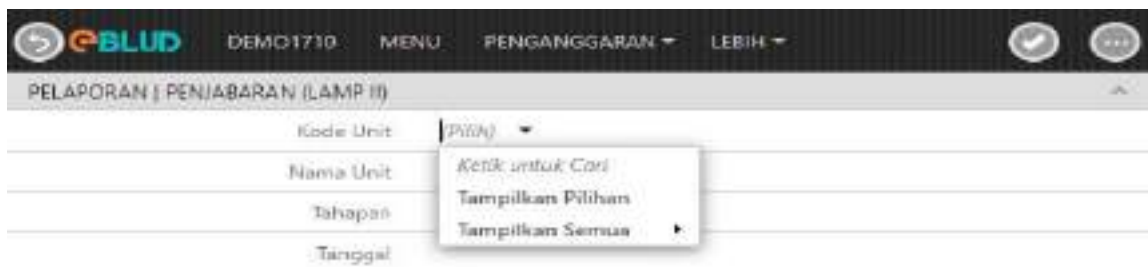 eBLUD DEMO1710 MENU PENGANGGARAN LEBIH
PELAPORAN | PENJABARAN (LAMP II)
Kode Unit (Pilih)
Nama Unit Ketik untuk Cari
Tampilkan Pilihan
Tahapan
Tampilkan Semua
Tanggal